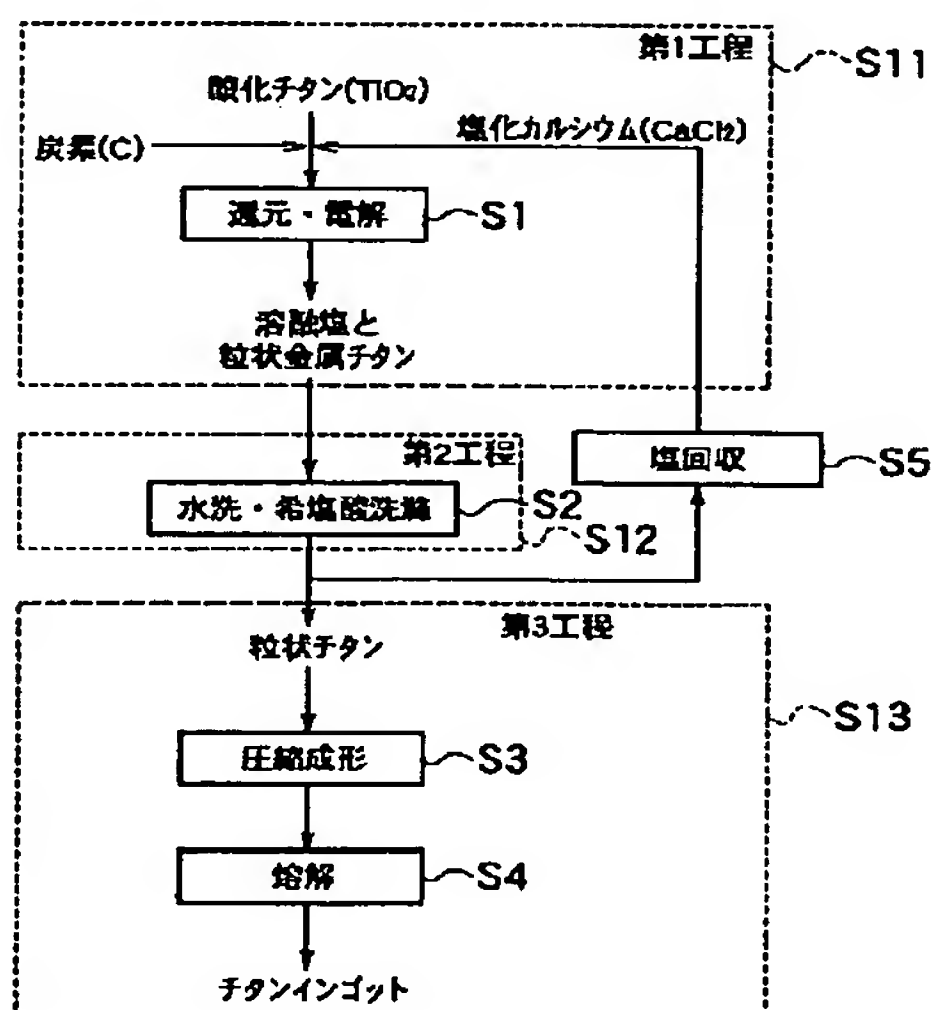 第1工程
S11
酸化チタン(TiO₂)
炭素(C)
塩化カルシウム(CaCl₂)
還元・電解
S1
溶融塩と
粒状金属チタン
第2工程
塩回収
S5
水洗・希塩酸洗滌
S2
S12
第3工程
粒状チタン
S13
圧縮成形
S3
熔解
S4
チタンインゴット